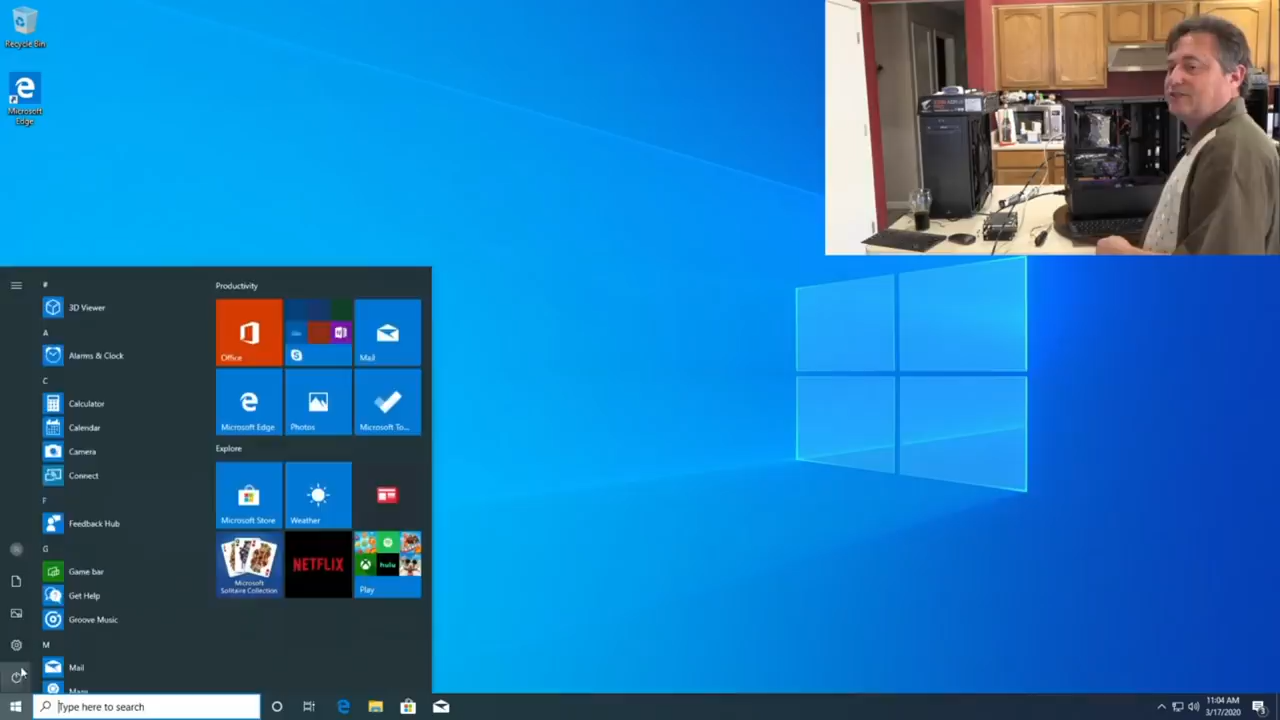 Recycle Bin
Microsoft
Edge
#
3D Viewer
A
Alarms & Clock
C
Calculator
Calendar
Camera
Connect
F
Feedback Hub
G
Game bar
Get Help
Groove Music
M
Mail
Maps
Productivity
Office
Mail
Microsoft Edge
Photos
Microsoft To...
Explore
Microsoft Store
Weather
Microsoft
Solitaire Collection
NETFLIX
hulu
Play
Type here to search
11:04 AM
3/17/2020
3